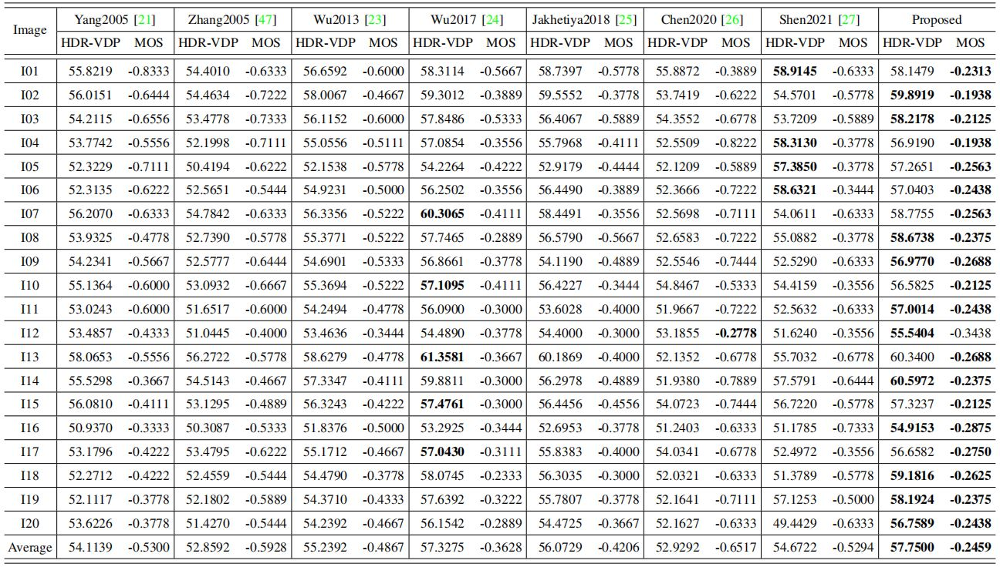 Image Yang2005 [21] Zhang2005 [47] Wu2013 [23] Wu2017 [24] Jakhetiya2018 [25] Chen2020 [26] Shen2021 [27] Proposed
HDR-VDP MOS HDR-VDP MOS HDR-VDP MOS HDR-VDP MOS HDR-VDP MOS HDR-VDP MOS HDR-VDP MOS HDR-VDP MOS
I01 55.8219 -0.8333 54.4010 -0.6333 56.6592 -0.6000 58.3114 -0.5667 58.7397 -0.5778 55.8872 -0.3889 58.9145 -0.6333 58.1479 -0.2313
I02 56.0151 -0.6444 54.4634 -0.7222 58.0067 -0.4667 59.3012 -0.3889 59.5552 -0.3778 53.7419 -0.6222 54.5701 -0.5778 59.8919 -0.1938
I03 54.2115 -0.6556 53.4778 -0.7333 56.1152 -0.6000 57.8486 -0.5333 56.4067 -0.5889 54.3552 -0.6778 53.7209 -0.5889 58.2178 -0.2125
I04 53.7742 -0.5556 52.1998 -0.7111 55.0556 -0.5111 57.0854 -0.3556 55.7968 -0.4111 52.5509 -0.8222 58.3130 -0.3778 56.9190 -0.1938
I05 52.3229 -0.7111 50.4194 -0.6222 52.1538 -0.5778 54.2264 -0.4222 52.9179 -0.4444 52.1209 -0.5889 57.3850 -0.3778 57.2651 -0.2563
I06 52.3135 -0.6222 52.5651 -0.5444 54.9231 -0.5000 56.2502 -0.3556 56.4490 -0.3889 52.3666 -0.7222 58.6321 -0.3444 57.0403 -0.2438
I07 56.2070 -0.6333 54.7842 -0.6333 56.3356 -0.5222 60.3065 -0.4111 58.4491 -0.3556 52.5698 -0.7111 54.0611 -0.6333 58.7755 -0.2563
I08 53.9325 -0.4778 52.7390 -0.5778 55.3771 -0.5222 57.7465 -0.2889 56.5790 -0.5667 52.6583 -0.7222 55.0882 -0.3778 58.6738 -0.2375
I09 54.2341 -0.5667 52.5777 -0.6444 54.6901 -0.5333 56.8661 -0.3778 54.1190 -0.4889 52.5546 -0.7444 52.5290 -0.6333 56.9770 -0.2688
I10 55.1364 -0.6000 53.0932 -0.6667 55.3694 -0.5222 57.1095 -0.4111 56.4227 -0.3444 54.8467 -0.5333 54.4159 -0.3556 56.5825 -0.2125
I11 53.0243 -0.6000 51.6517 -0.6000 54.2494 -0.4778 56.0900 -0.3000 53.6028 -0.4000 51.9667 -0.7222 52.5632 -0.6333 57.0014 -0.2438
I12 53.4857 -0.4333 51.0445 -0.4000 53.4636 -0.3444 54.4890 -0.3778 54.4000 -0.3000 53.1855 -0.2778 51.6240 -0.3556 55.5404 -0.3438
I13 58.0653 -0.5556 56.2722 -0.5778 58.6279 -0.4778 61.3581 -0.3667 60.1869 -0.4000 52.1352 -0.6778 55.7032 -0.6778 60.3400 -0.2688
I14 55.5298 -0.3667 54.5143 -0.4667 57.3347 -0.4111 59.8811 -0.3000 56.2978 -0.4889 51.9380 -0.7889 57.5791 -0.6444 60.5972 -0.2375
I15 56.0810 -0.4111 53.1295 -0.4889 56.3243 -0.4222 57.4761 -0.3000 56.4456 -0.4556 54.0723 -0.7444 56.7220 -0.5778 57.3237 -0.2125
I16 50.9370 -0.3333 50.3087 -0.5333 51.8376 -0.5000 53.2925 -0.3444 52.6953 -0.3778 51.2403 -0.6333 51.1785 -0.7333 54.9153 -0.2875
I17 53.1796 -0.4222 53.4795 -0.6222 55.1712 -0.4667 57.0430 -0.3111 55.8383 -0.4000 54.0341 -0.6778 52.4972 -0.3556 56.6582 -0.2750
I18 52.2712 -0.4222 52.4559 -0.5444 54.4790 -0.3778 58.0745 -0.2333 56.3035 -0.3000 52.0321 -0.6333 51.3789 -0.5778 59.1816 -0.2625
I19 52.1117 -0.3778 52.1802 -0.5889 54.3710 -0.4333 57.6392 -0.3222 55.7807 -0.3778 52.1641 -0.7111 57.1253 -0.5000 58.1924 -0.2375
I20 53.6226 -0.3778 51.4270 -0.5444 54.2392 -0.4667 56.1542 -0.2889 54.4725 -0.3667 52.1627 -0.6333 49.4429 -0.6333 56.7589 -0.2438
Average 54.1139 -0.5300 52.8592 -0.5928 55.2392 -0.4867 57.3275 -0.3628 56.0729 -0.4206 52.9292 -0.6517 54.6722 -0.5294 57.7500 -0.2459